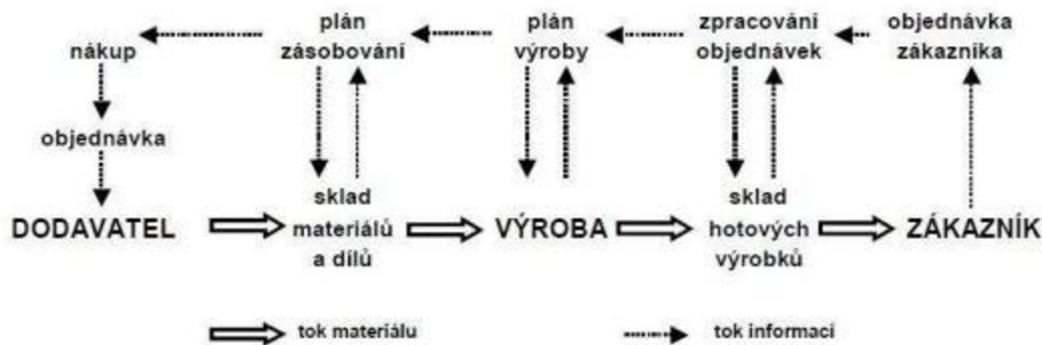 nákup
plán
zásobování
plán
výroby
zpracování
objednávek
objednávka
zákazníka
objednávka
DODAVATEL
sklad
materiálů
a dílů
VÝROBA
sklad
hotových
výrobků
ZÁKAZNÍK
tok materiálu
tok informací